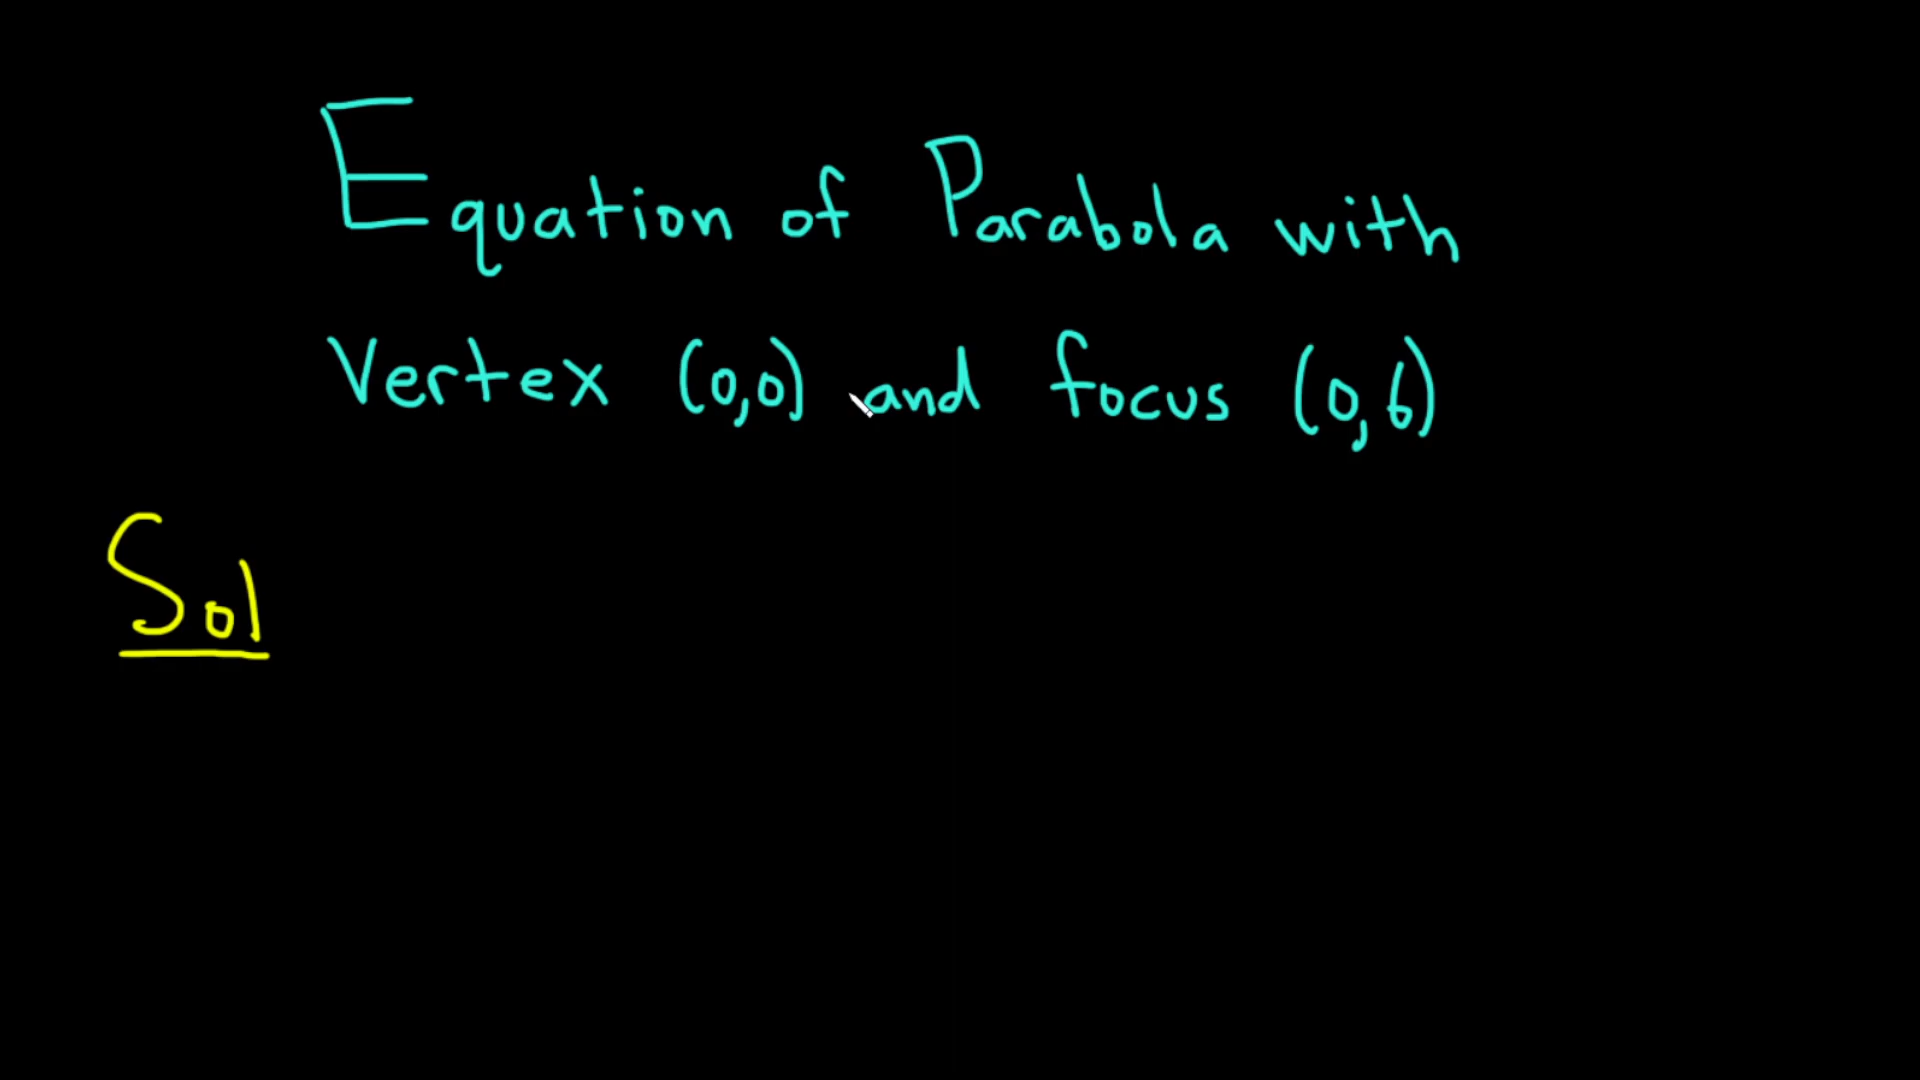 Equation of Parabola with
Vertex (0,0) and focus (0,6)
Sol